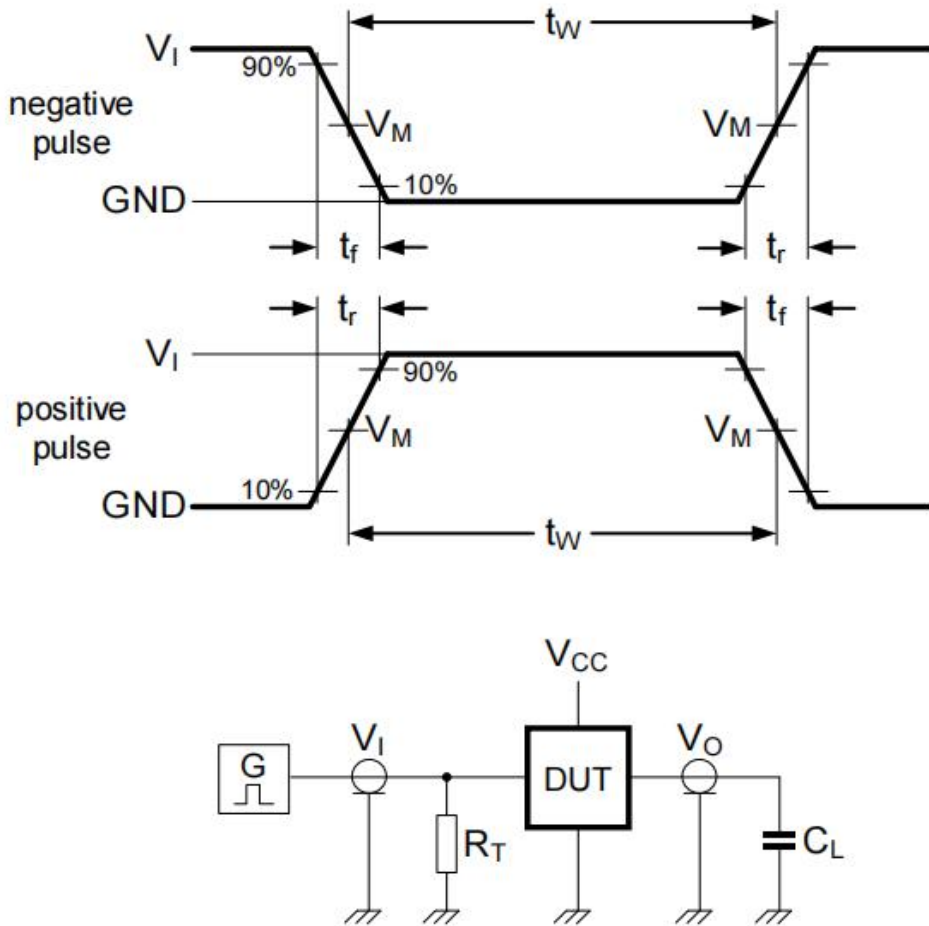 tW
VI
90%
negative
pulse
VM
VM
10%
GND
tf
tr
tr
tf
VI
90%
positive
pulse
VM
VM
10%
GND
tW
VCC
VI
VO
G
DUT
RT
CL